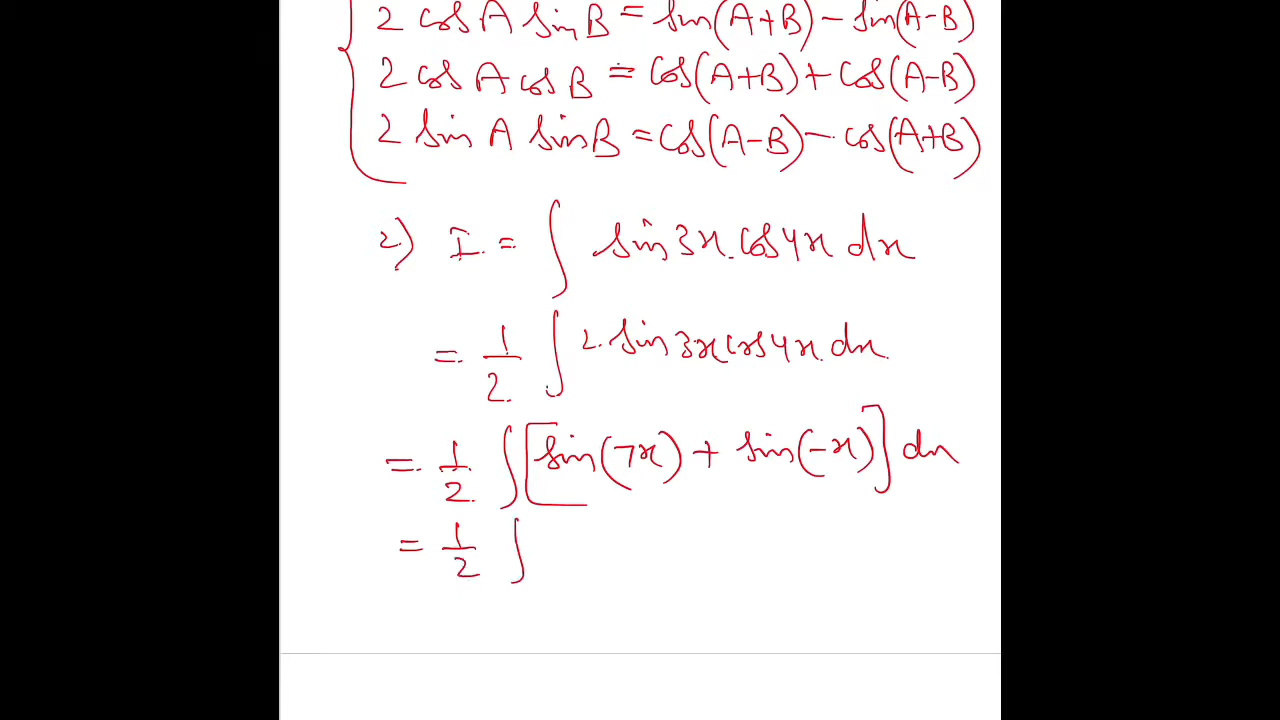 2 cos A sin B = sin(A+B) - sin(A-B)
2 cos A cos B = cos(A+B) + cos(A-B)
2 sin A sin B = cos(A-B) - cos(A+B)
2) I. = ∫ sin 3x. cos 4x dx
= 1/2. ∫ 2. sin 3x cos 4x. dx
= 1/2. ∫ [sin(7x) + sin(-x)] dx
= 1/2 ∫